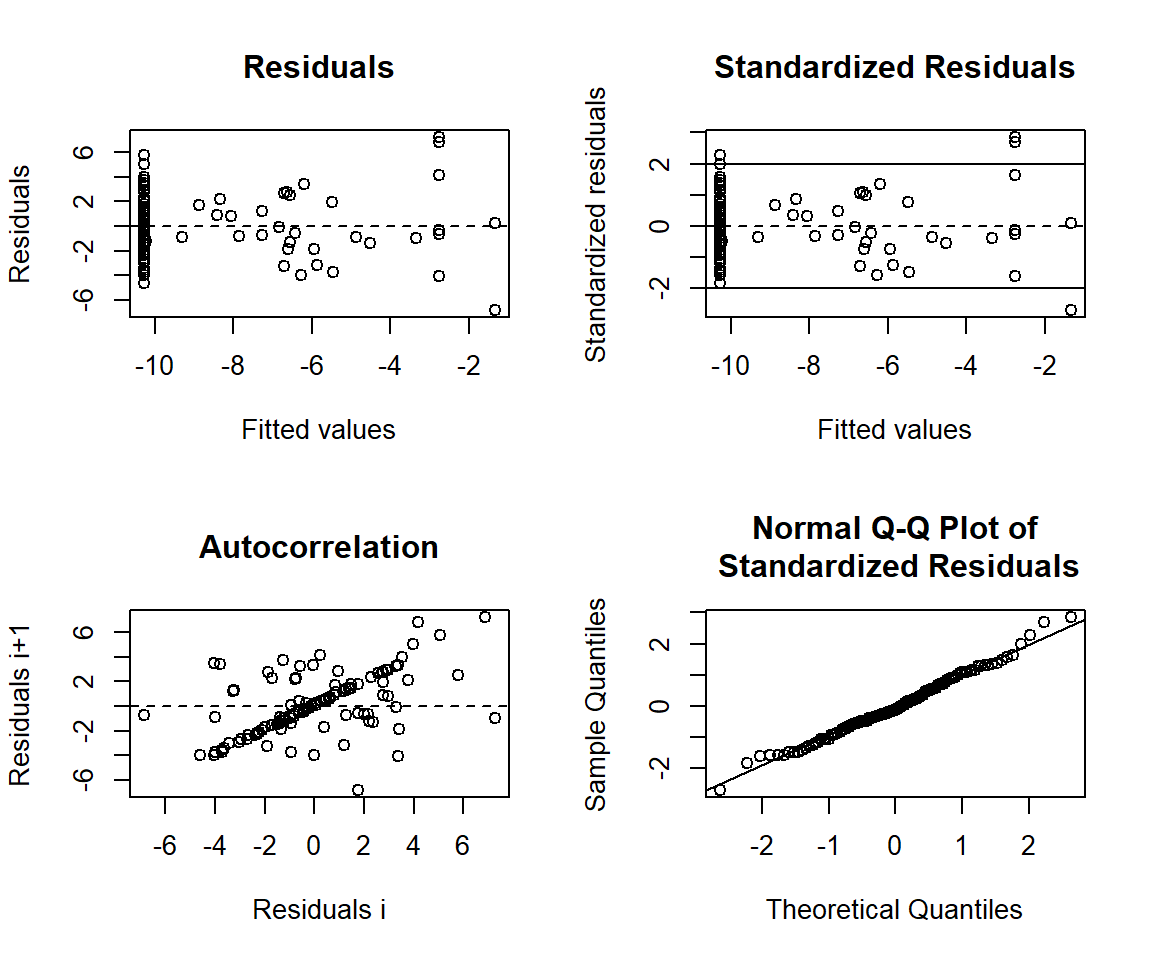 Residuals
Residuals
6
2
-2
-6
-10 -8 -6 -4 -2
Fitted values
Standardized Residuals
Standardized residuals
2
0
-2
-10 -8 -6 -4 -2
Fitted values
Autocorrelation
Residuals i+1
6
2
-2
-6
-6 -4 -2 0 2 4 6
Residuals i
Normal Q-Q Plot of
Standardized Residuals
Sample Quantiles
2
0
-2
-2 -1 0 1 2
Theoretical Quantiles